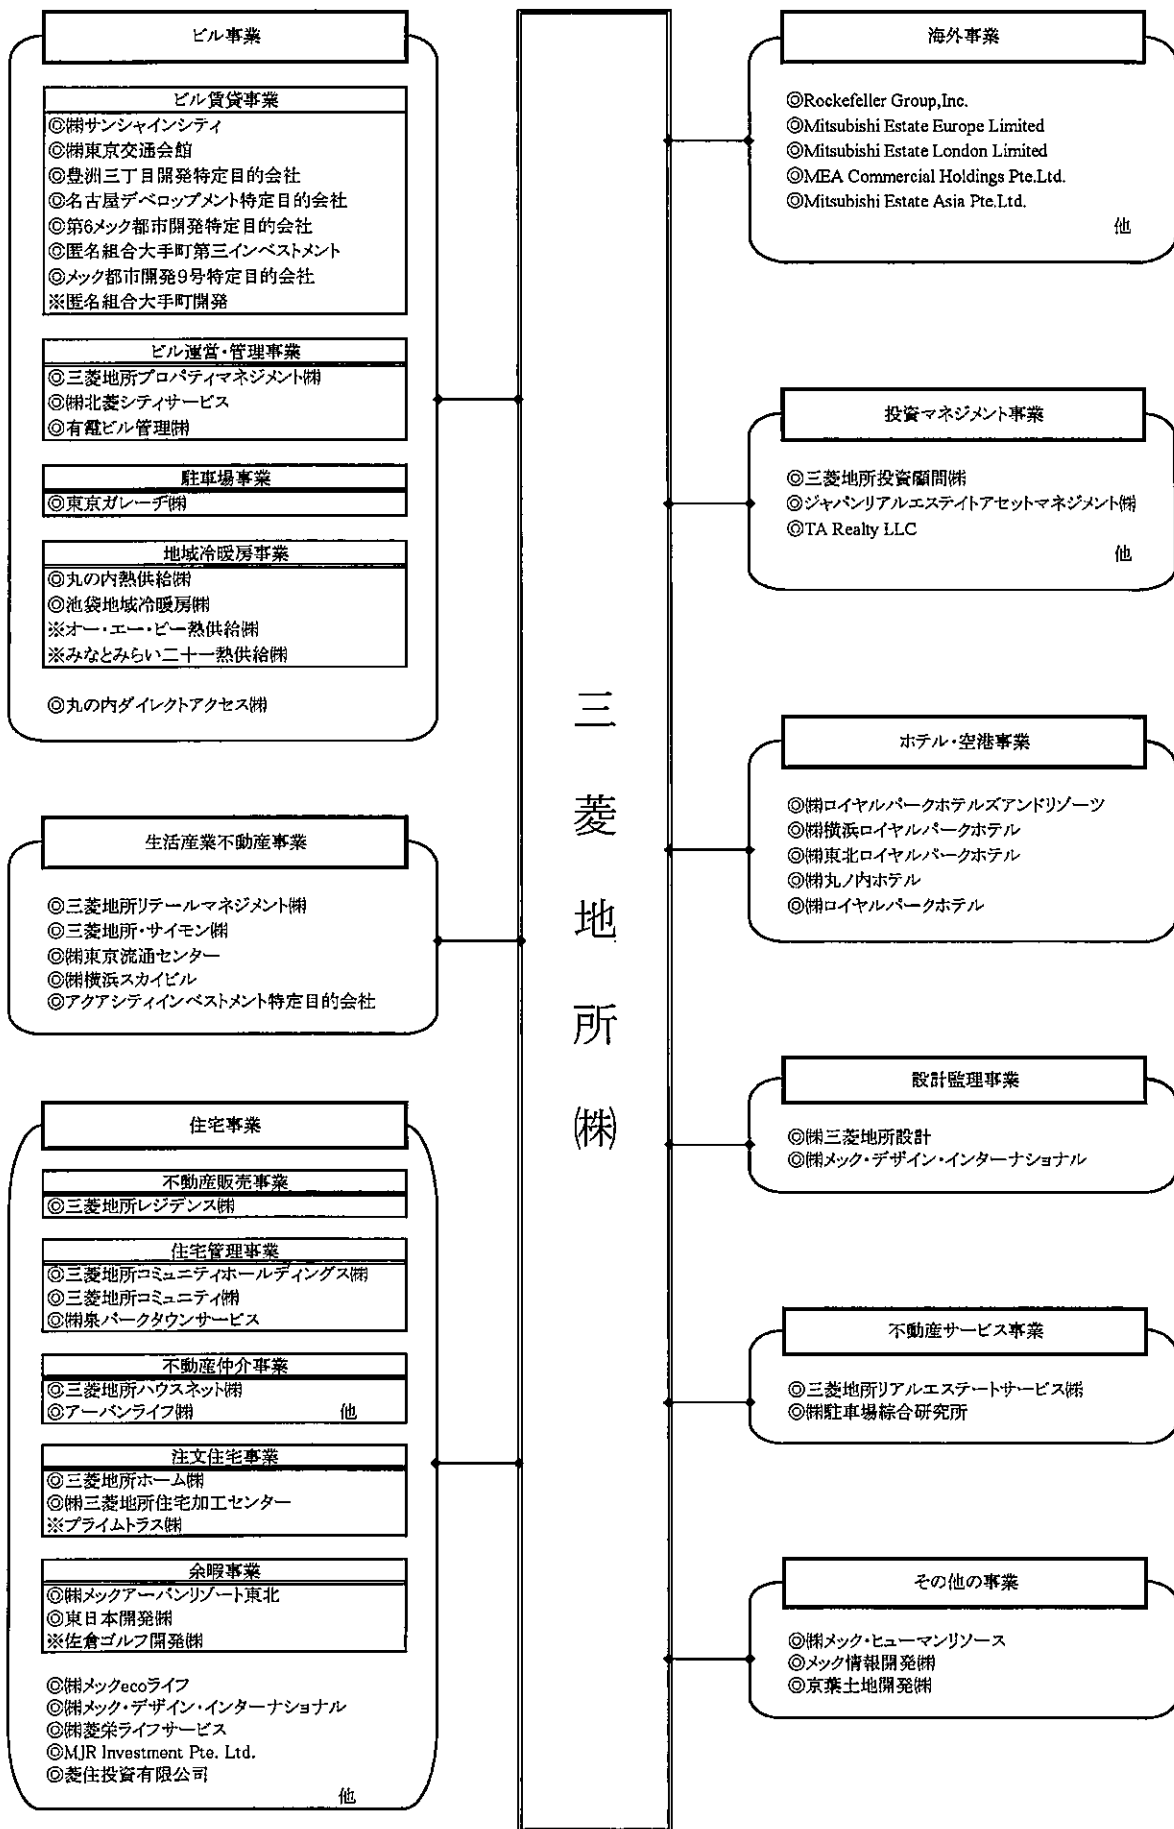 ビル事業
ビル賃貸事業
◎㈱サンシャインシティ
◎㈱東京交通会館
◎豊洲三丁目開発特定目的会社
◎名古屋デベロップメント特定目的会社
◎第6メック都市開発特定目的会社
◎匿名組合大手町第三インベストメント
◎メック都市開発9号特定目的会社
※匿名組合大手町開発
ビル運営・管理事業
◎三菱地所プロパティマネジメント㈱
◎㈱北菱シティサービス
◎有電ビル管理㈱
駐車場事業
◎東京ガレーヂ㈱
地域冷暖房事業
◎丸の内熱供給㈱
◎池袋地域冷暖房㈱
※オー・エー・ピー熱供給㈱
※みなとみらい二十一熱供給㈱
◎丸の内ダイレクトアクセス㈱
生活産業不動産事業
◎三菱地所リテールマネジメント㈱
◎三菱地所・サイモン㈱
◎㈱東京流通センター
◎㈱横浜スカイビル
◎アクアシティインベストメント特定目的会社
住宅事業
不動産販売事業
◎三菱地所レジデンス㈱
住宅管理事業
◎三菱地所コミュニティホールディングス㈱
◎三菱地所コミュニティ㈱
◎㈱泉パークタウンサービス
不動産仲介事業
◎三菱地所ハウスネット㈱
◎アーバンライフ㈱ 他
注文住宅事業
◎三菱地所ホーム㈱
◎㈱三菱地所住宅加工センター
※プライムトラス㈱
余暇事業
◎㈱メックアーバンリゾート東北
◎東日本開発㈱
※佐倉ゴルフ開発㈱
◎㈱メックecoライフ
◎㈱メック・デザイン・インターナショナル
◎㈱菱栄ライフサービス
◎MJR Investment Pte. Ltd.
◎菱住投資有限公司
他
三菱地所㈱
海外事業
◎Rockefeller Group,Inc.
◎Mitsubishi Estate Europe Limited
◎Mitsubishi Estate London Limited
◎MEA Commercial Holdings Pte.Ltd.
◎Mitsubishi Estate Asia Pte.Ltd.
他
投資マネジメント事業
◎三菱地所投資顧問㈱
◎ジャパンリアルエステイトアセットマネジメント㈱
◎TA Realty LLC
他
ホテル・空港事業
◎㈱ロイヤルパークホテルズアンドリゾーツ
◎㈱横浜ロイヤルパークホテル
◎㈱東北ロイヤルパークホテル
◎㈱丸ノ内ホテル
◎㈱ロイヤルパークホテル
設計監理事業
◎㈱三菱地所設計
◎㈱メック・デザイン・インターナショナル
不動産サービス事業
◎三菱地所リアルエステートサービス㈱
◎㈱駐車場綜合研究所
その他の事業
◎㈱メック・ヒューマンリソース
◎メック情報開発㈱
◎京葉土地開発㈱